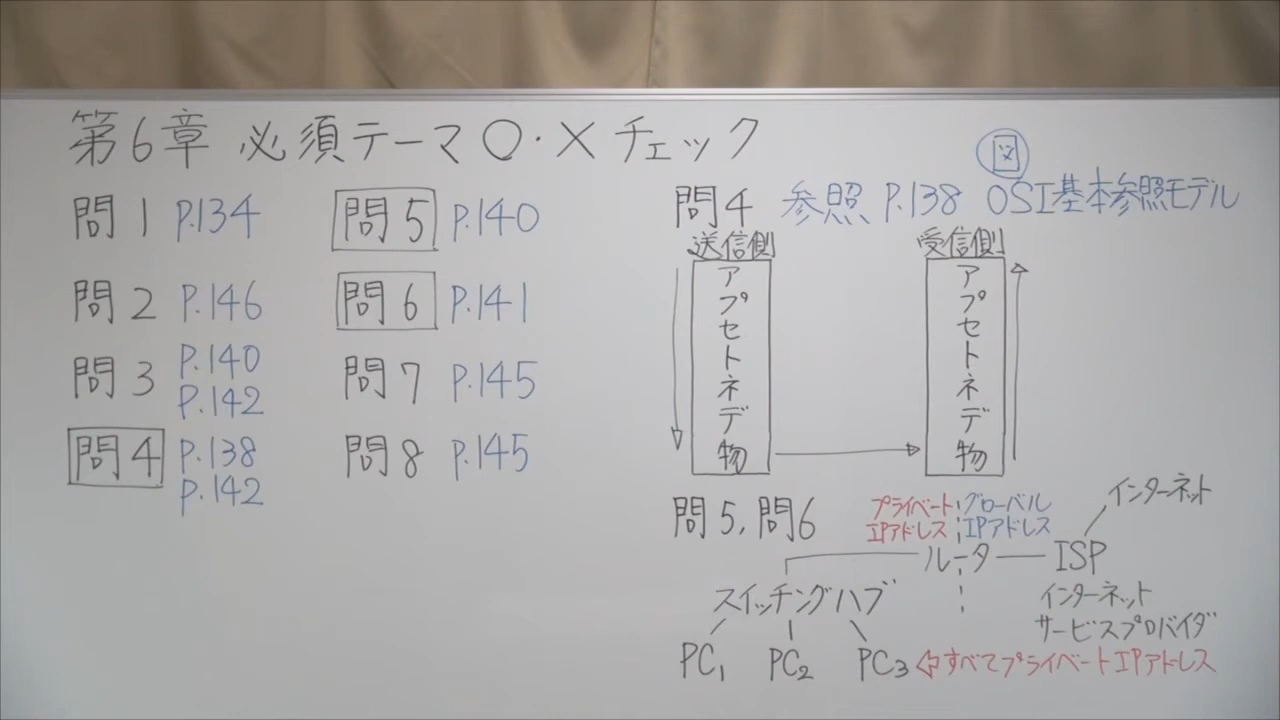 第6章 必須テーマ〇・×チェック
問1 P.134
問2 P.146
問3 P.140
P.142
問4 P.138
P.142
問5 P.140
問6 P.141
問7 P.145
問8 P.145
図
問4 参照 P.138 OSI基本参照モデル
送信側
ア
プ
セ
ト
ネ
デ
物
受信側
ア
プ
セ
ト
ネ
デ
物
問5,問6
プライベート
IPアドレス
グローバル
IPアドレス
インターネット
ルータ ISP
インターネット
サービスプロバイダ
スイッチングハブ
PC1 PC2 PC3 ⇦すべてプライベートIPアドレス